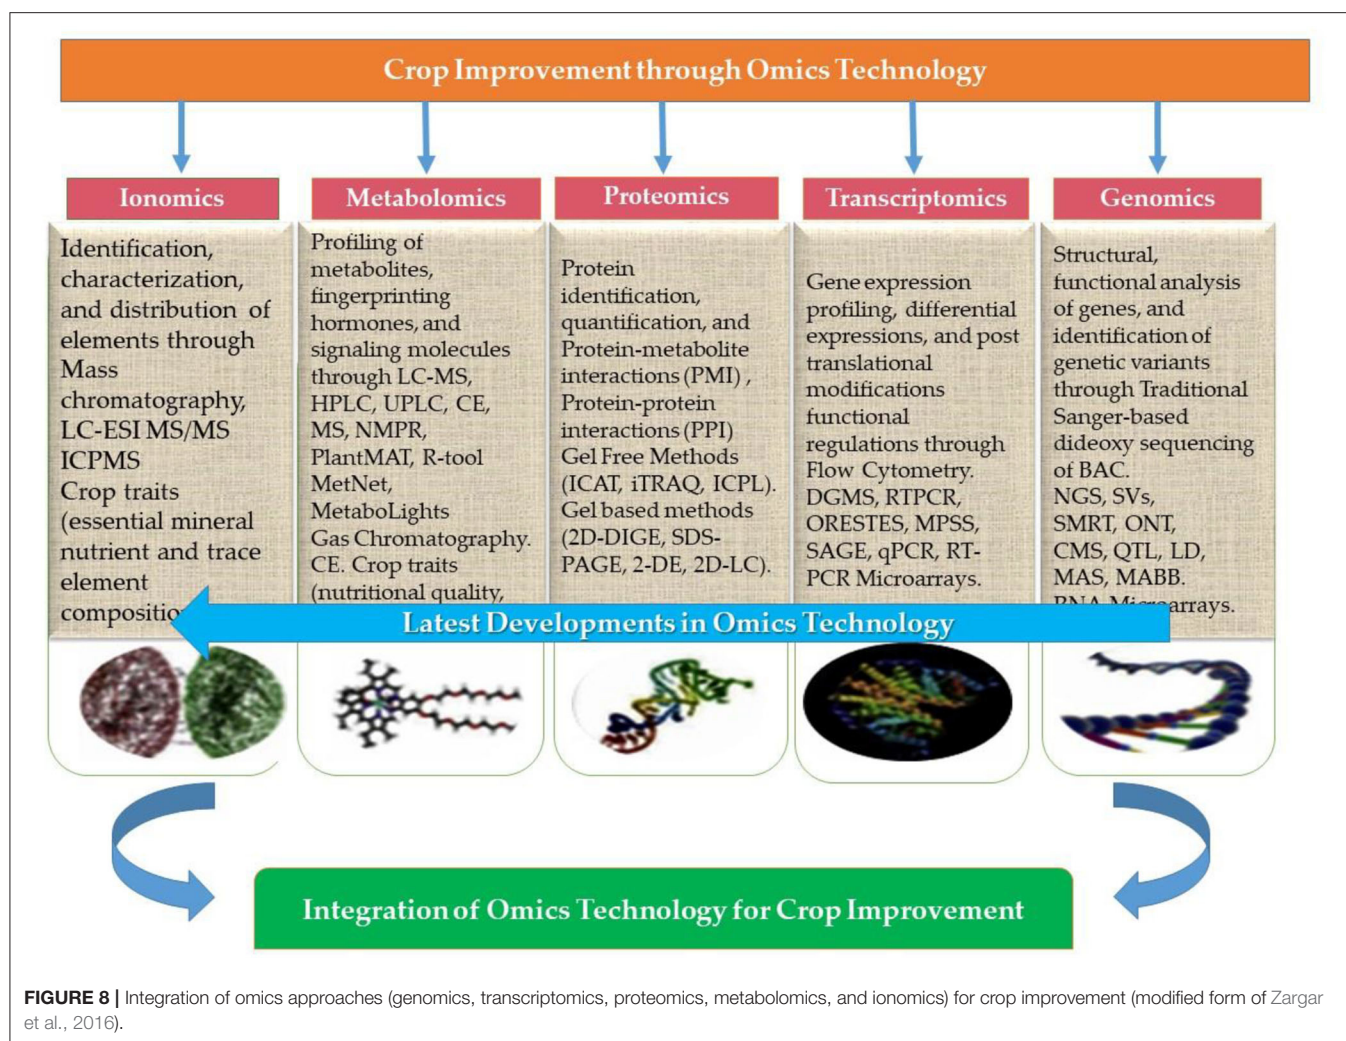 Crop Improvement through Omics Technology
Ionomics
Identification,
characterization,
and distribution of
elements through
Mass
chromatography,
LC-ESI MS/MS
ICPMS
Crop traits
(essential mineral
nutrient and trace
element
Metabolomics
Profiling of
metabolites,
fingerprinting
hormones, and
signaling molecules
through LC-MS,
HPLC, UPLC, CE,
MS, NMPR,
PlantMAT, R-tool
MetNet,
MetaboLights
Gas Chromatography.
CE. Crop traits
(nutritional quality,
Proteomics
Protein
identification,
quantification, and
Protein-metabolite
interactions (PMI) ,
Protein-protein
interactions (PPI)
Gel Free Methods
(ICAT, iTRAQ, ICPL).
Gel based methods
(2D-DIGE, SDS-
PAGE, 2-DE, 2D-LC).
Transcriptomics
Gene expression
profiling, differential
expressions, and post
translational
modifications
functional
regulations through
Flow Cytometry.
DGMS, RTPCR,
ORESTES, MPSS,
SAGE, qPCR, RT-
PCR Microarrays.
Genomics
Structural,
functional analysis
of genes, and
identification of
genetic variants
through Traditional
Sanger-based
dideoxy sequencing
of BAC.
NGS, SVs,
SMRT, ONT,
CMS, QTL, LD,
MAS, MABB.
Latest Developments in Omics Technology
Integration of Omics Technology for Crop Improvement
FIGURE 8 | Integration of omics approaches (genomics, transcriptomics, proteomics, metabolomics, and ionomics) for crop improvement (modified form of Zargar
et al., 2016).